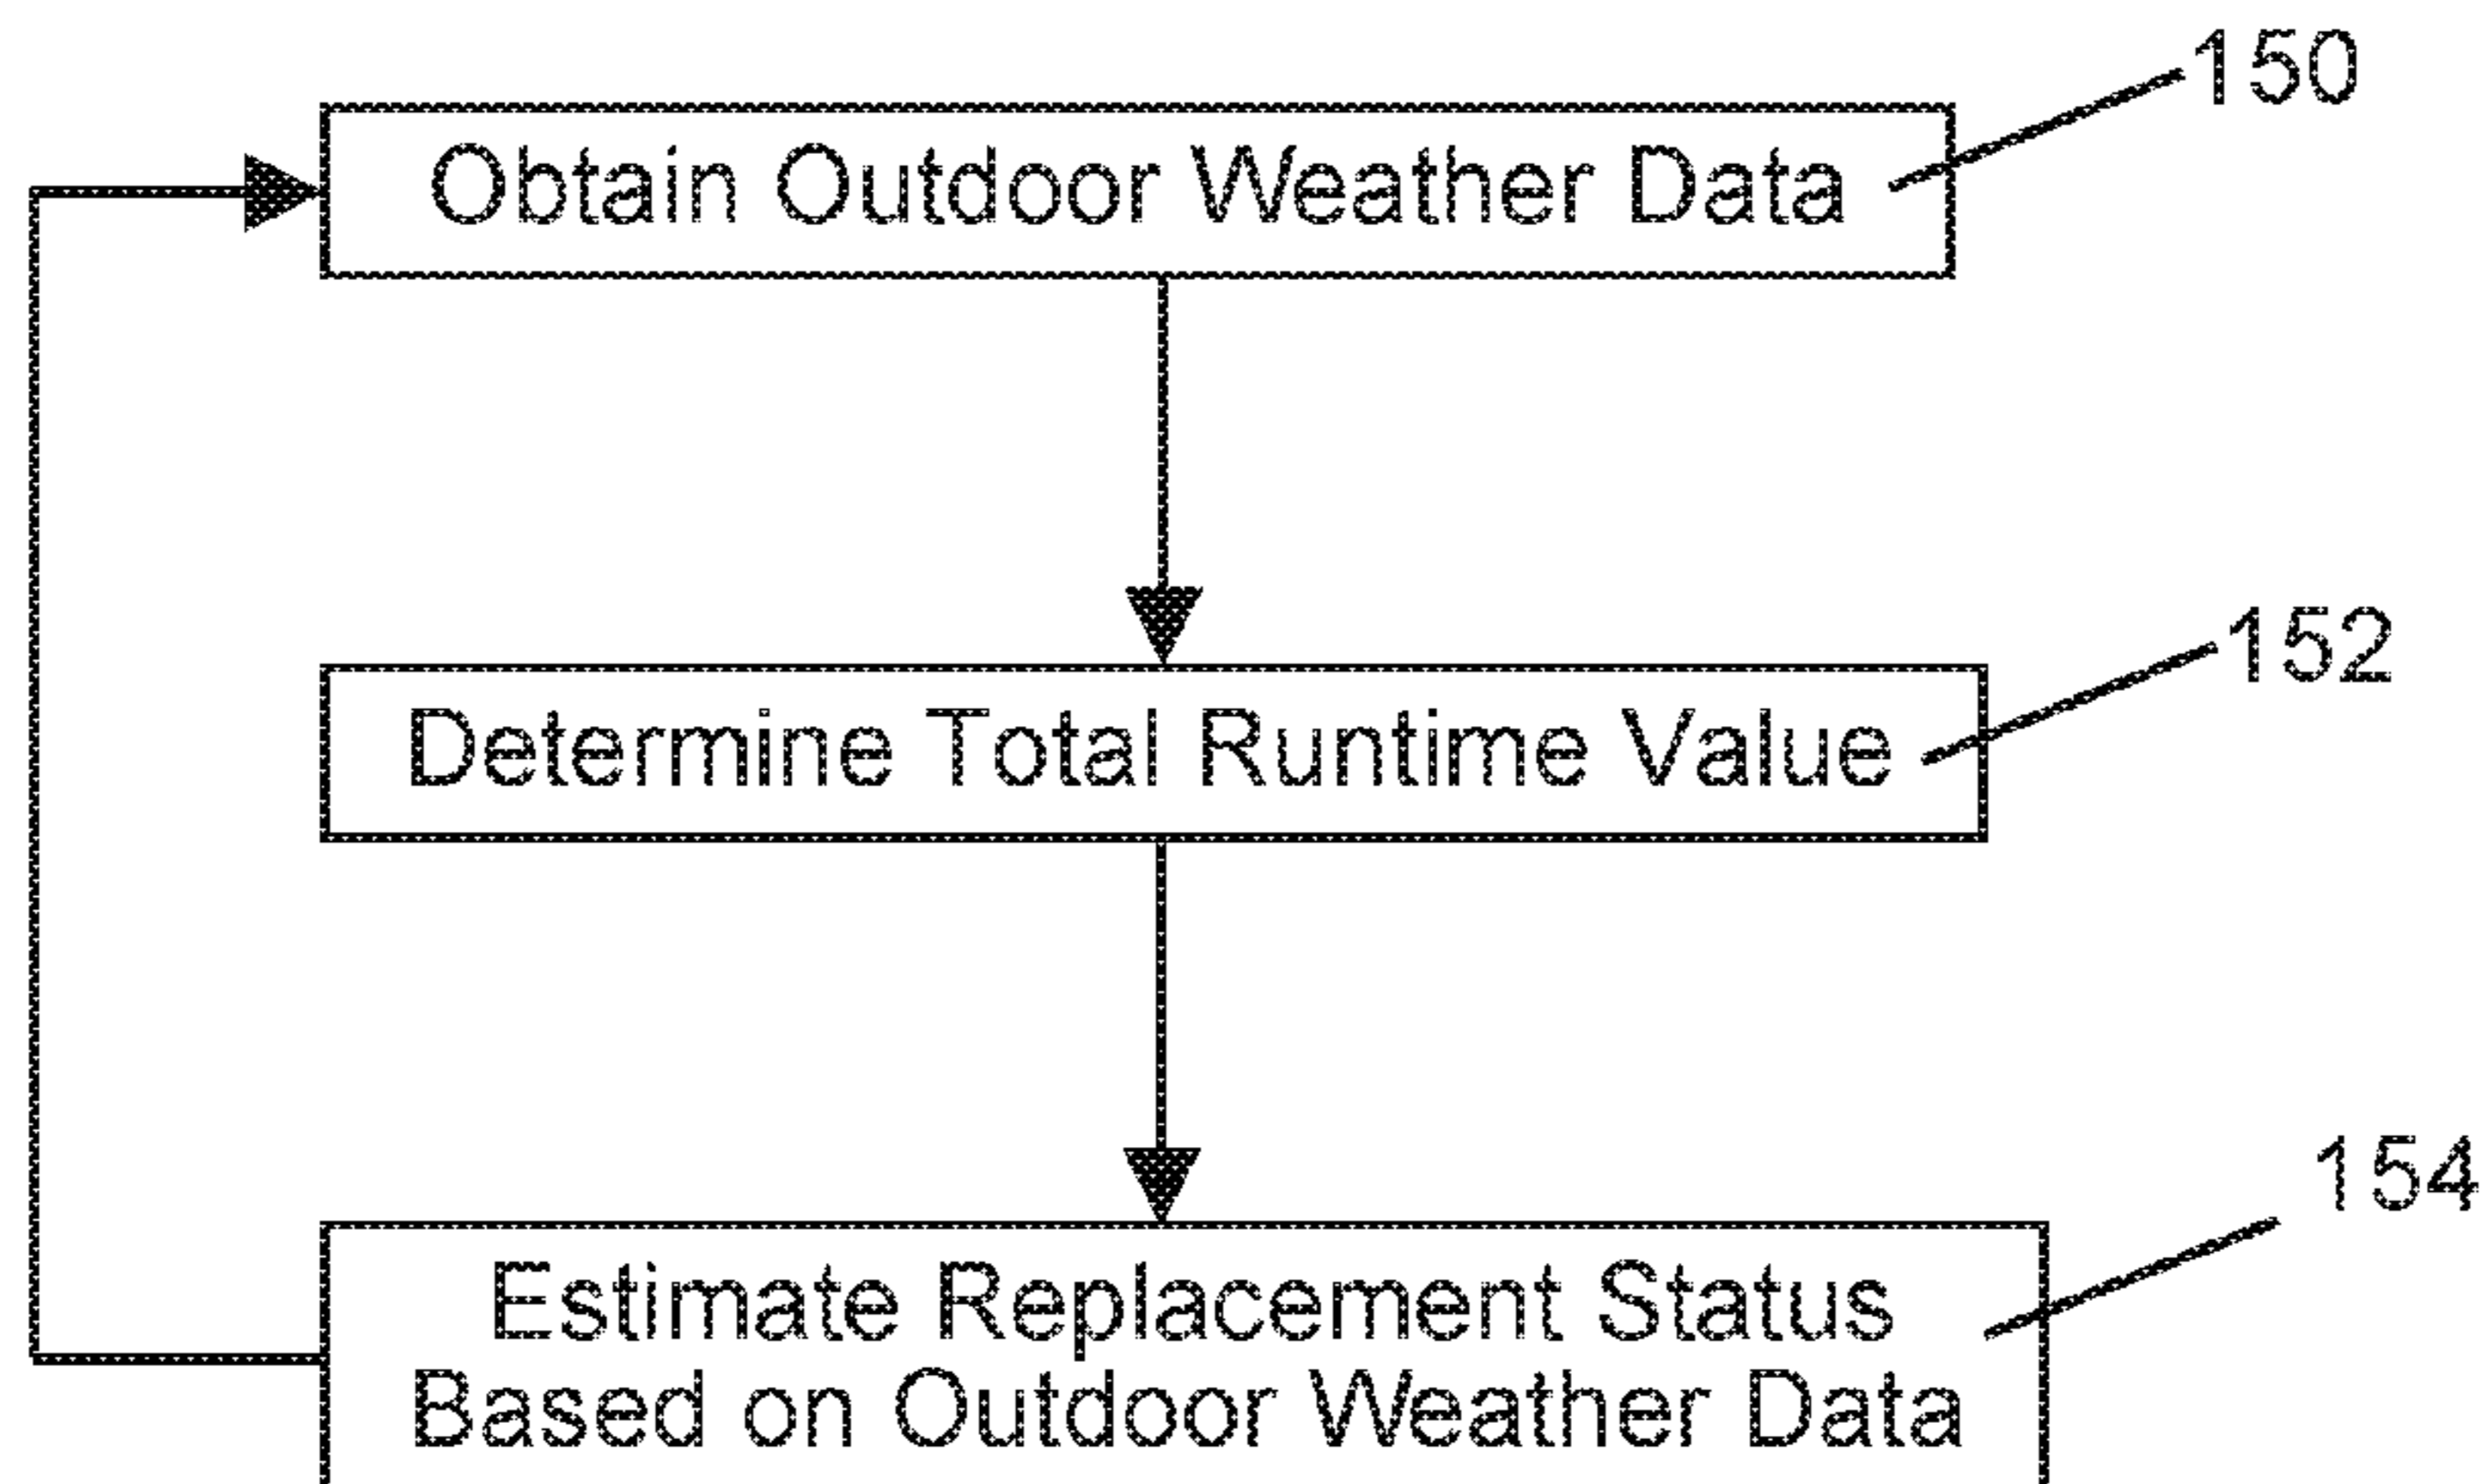 150
Obtain Outdoor Weather Data
152
Determine Total Runtime Value
154
Estimate Replacement Status
Based on Outdoor Weather Data